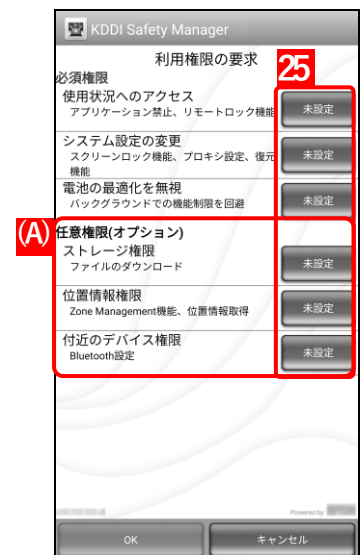 KDDI Safety Manager
利用権限の要求
25
必須権限
使用状況へのアクセス
アプリケーション禁止、リモートロック機能
未設定
システム設定の変更
スクリーンロック機能、プロキシ設定、復元
機能
未設定
電池の最適化を無視
バックグラウンドでの機能制限を回避
未設定
(A)
任意権限(オプション)
ストレージ権限
ファイルのダウンロード
未設定
位置情報権限
Zone Management機能、位置情報取得
未設定
付近のデバイス権限
Bluetooth設定
未設定
Powered by
OK
キャンセル